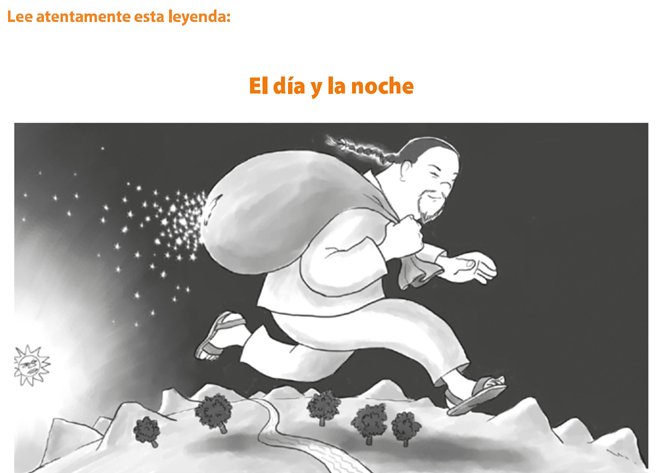 Lee atentamente esta leyenda:
El día y la noche